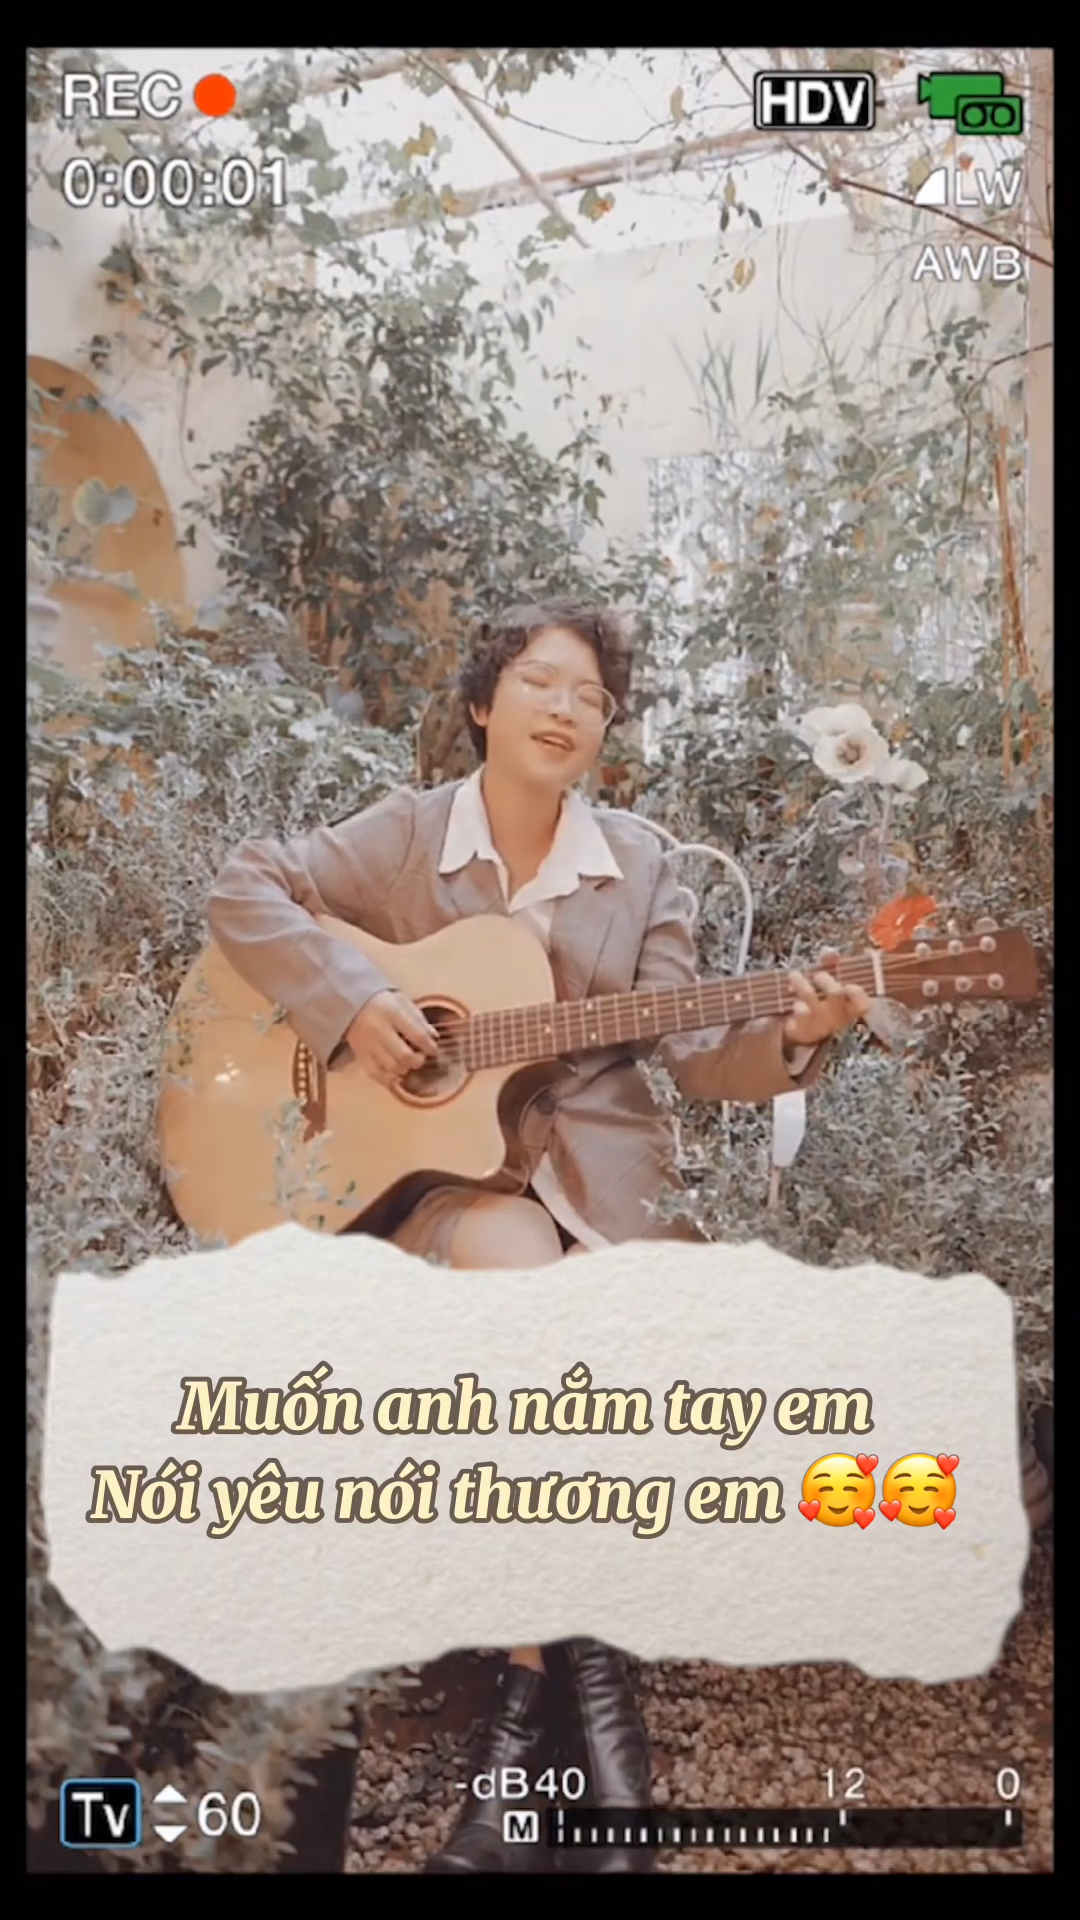 REC
HDV
0:00:01
LW
AWB
Muốn anh nắm tay em
Nói yêu nói thương em 🥰🥰
-dB40 12 0
Tv 60
M